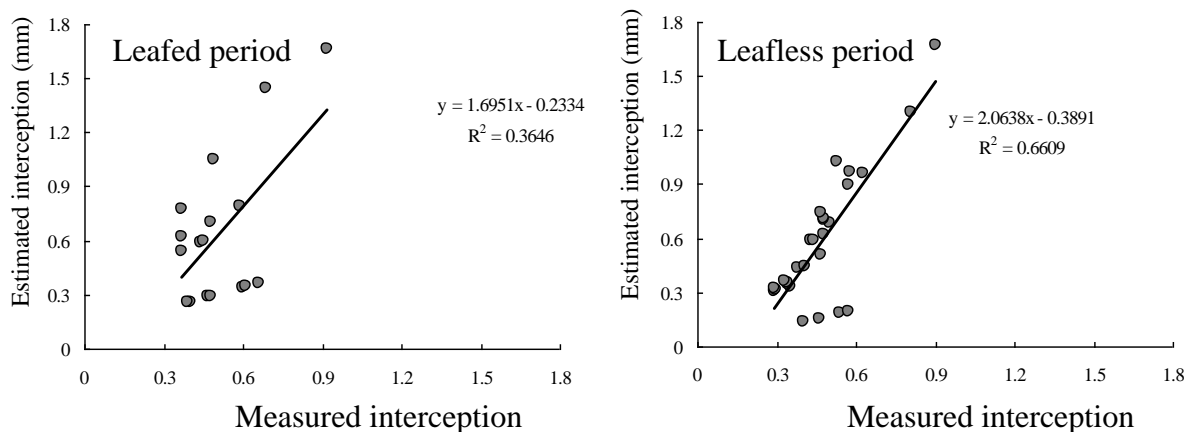 Estimated interception (mm)
1.8
1.5
1.2
0.9
0.6
0.3
0
Leafed period
y = 1.6951x - 0.2334
R² = 0.3646
0 0.3 0.6 0.9 1.2 1.5 1.8
Measured interception
Estimated interception (mm)
1.8
1.5
1.2
0.9
0.6
0.3
0
Leafless period
y = 2.0638x - 0.3891
R² = 0.6609
0 0.3 0.6 0.9 1.2 1.5 1.8
Measured interception